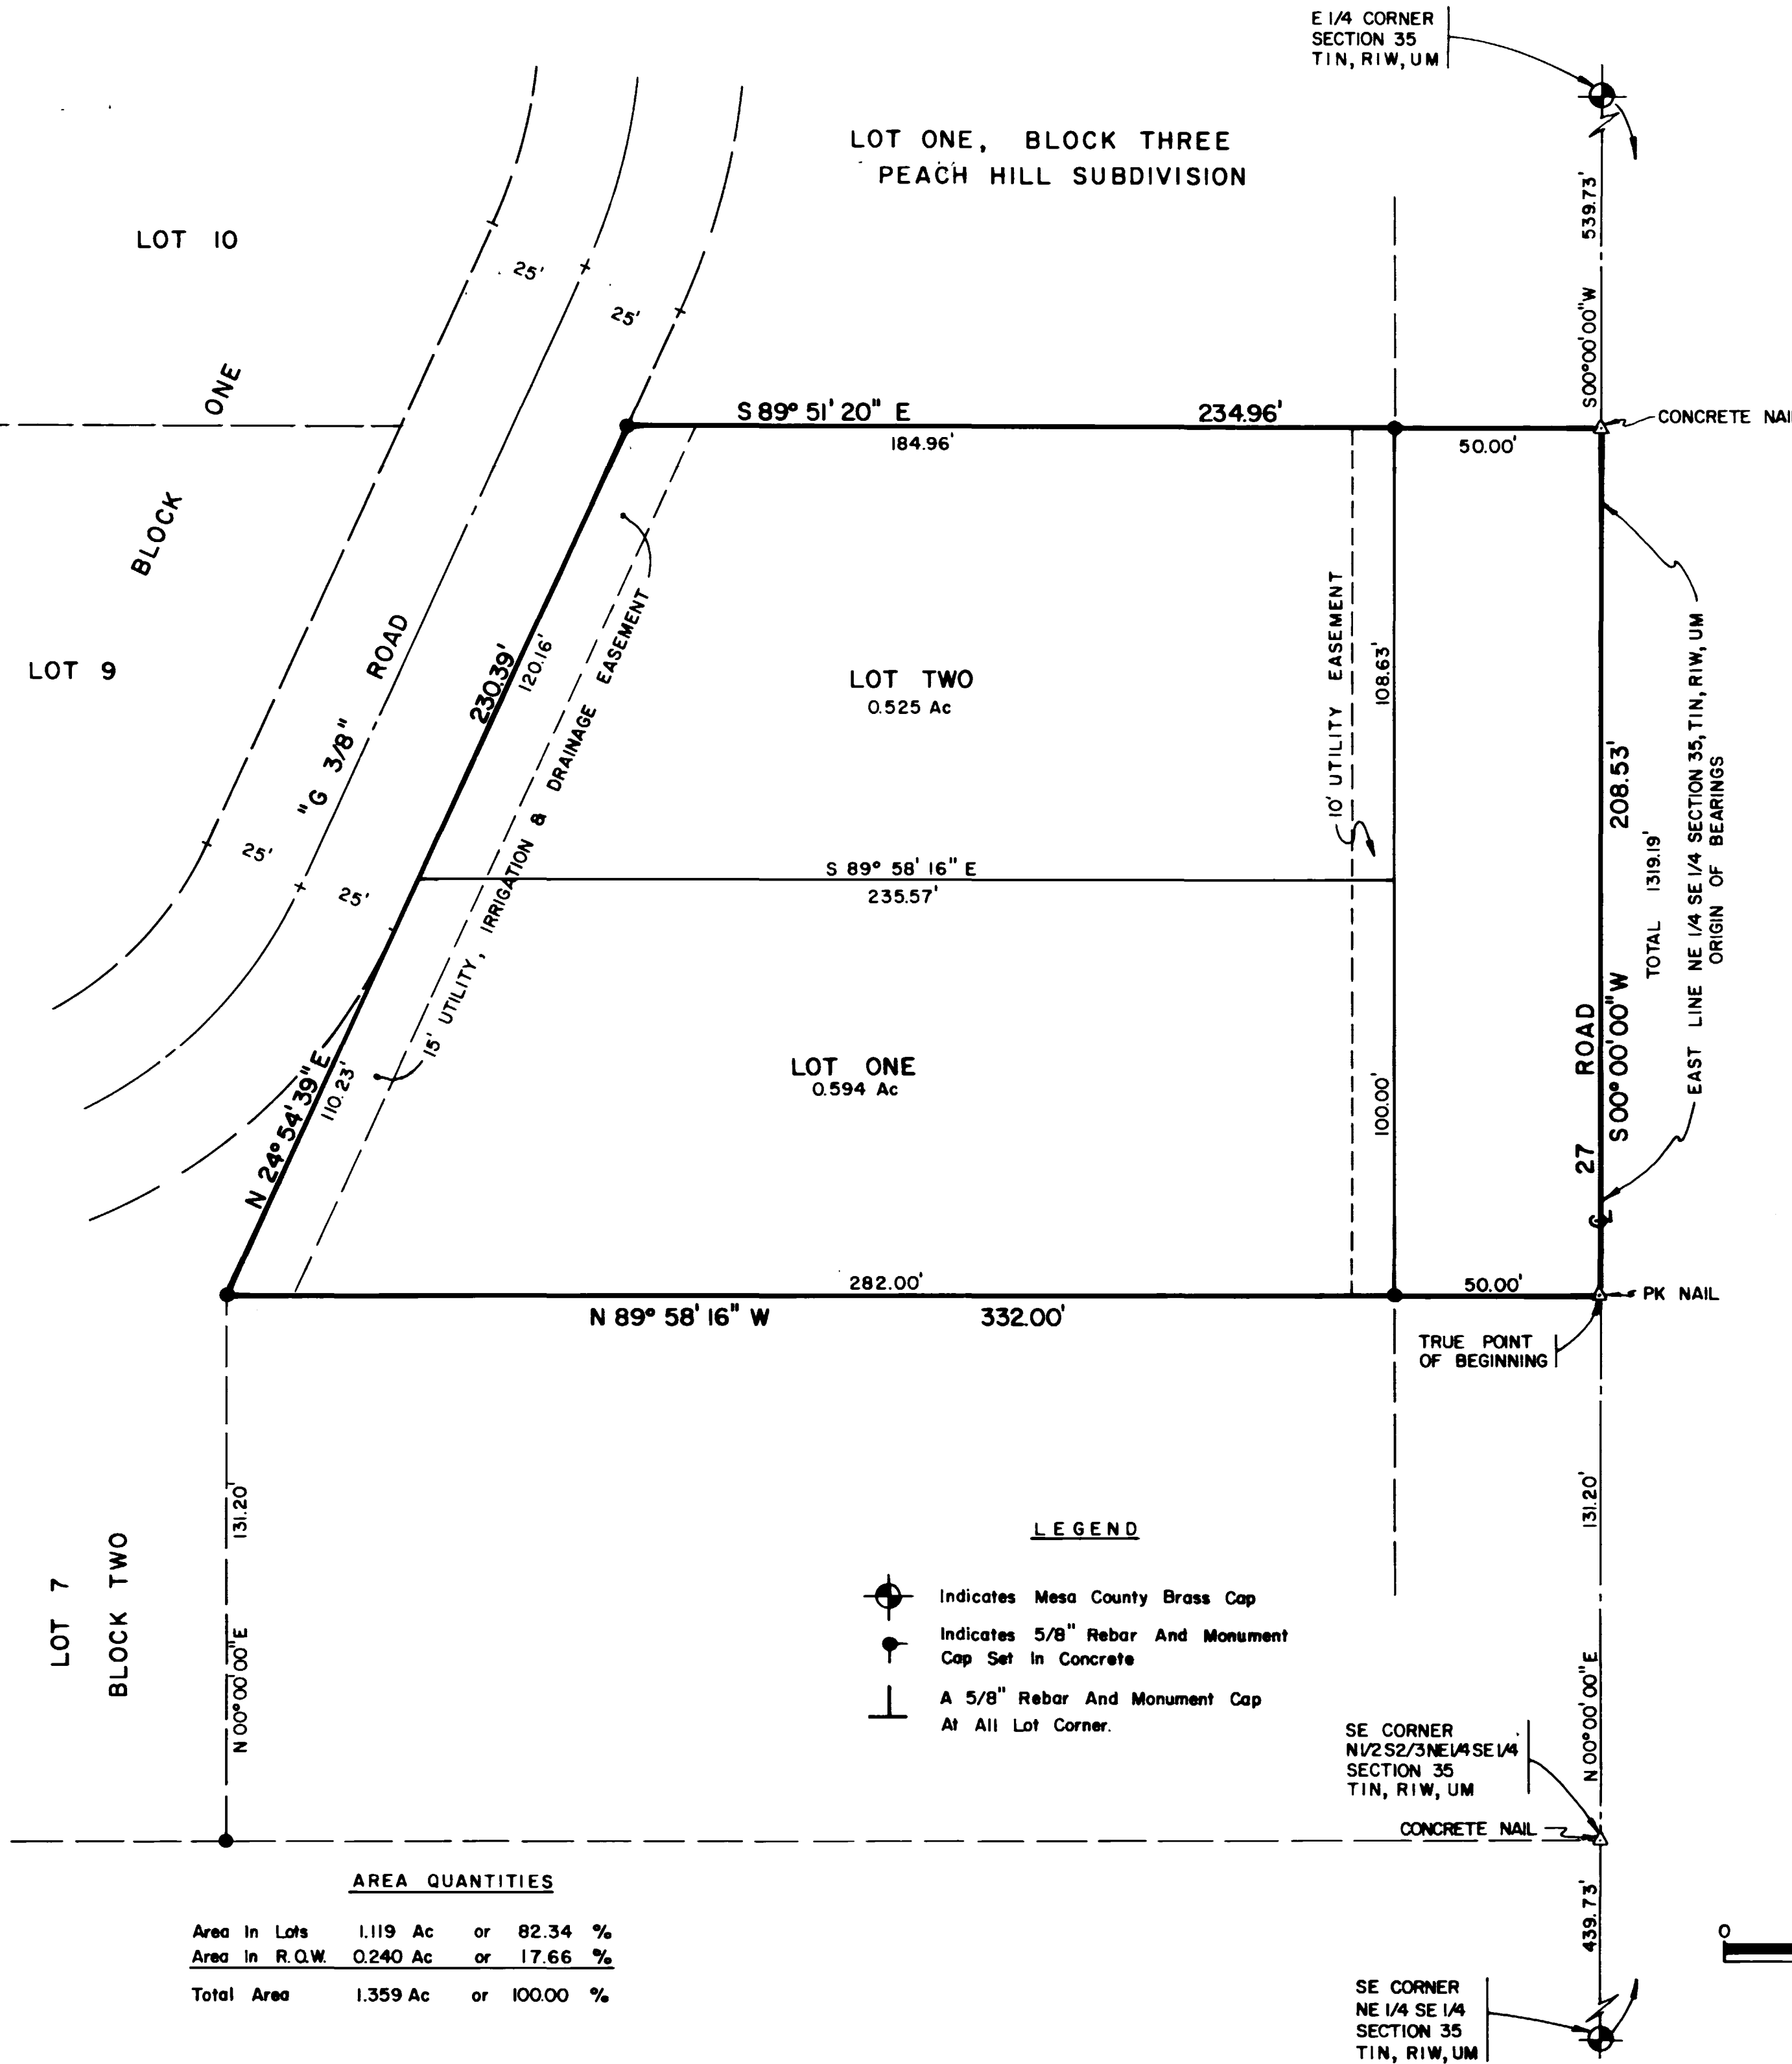 E 1/4 CORNER
SECTION 35
T1N, R1W, UM
LOT ONE, BLOCK THREE
PEACH HILL SUBDIVISION
539.73'
S00°00'00"W
LOT 10
25'
25'
BLOCK ONE
S 89° 51' 20" E 234.96'
184.96'
50.00'
CONCRETE NAI
LOT 9
"G 3/8" ROAD
230.39'
120.16'
15' UTILITY, IRRIGATION & DRAINAGE EASEMENT
LOT TWO
0.525 Ac
10' UTILITY EASEMENT
108.63'
208.53'
TOTAL 1319.19'
EAST LINE NE 1/4 SE 1/4 SECTION 35, T1N, R1W, UM
ORIGIN OF BEARINGS
25'
25'
S 89° 58' 16" E
235.57'
N 24° 54' 39" E
110.23'
LOT ONE
0.594 Ac
100.00'
27 ROAD
S 00° 00' 00" W
282.00'
50.00'
PK NAIL
N 89° 58' 16" W 332.00'
TRUE POINT
OF BEGINNING
LOT 7
BLOCK TWO
131.20'
N 00°00'00"E
131.20'
N 00°00'00"E
LEGEND
Indicates Mesa County Brass Cap
Indicates 5/8" Rebar And Monument
Cap Set In Concrete
A 5/8" Rebar And Monument Cap
At All Lot Corner.
SE CORNER
N1/2 S2/3 NE1/4 SE1/4
SECTION 35
T1N, R1W, UM
CONCRETE NAIL
AREA QUANTITIES
Area In Lots 1.119 Ac or 82.34 %
Area In R.O.W. 0.240 Ac or 17.66 %
Total Area 1.359 Ac or 100.00 %
439.73'
0
SE CORNER
NE 1/4 SE 1/4
SECTION 35
T1N, R1W, UM